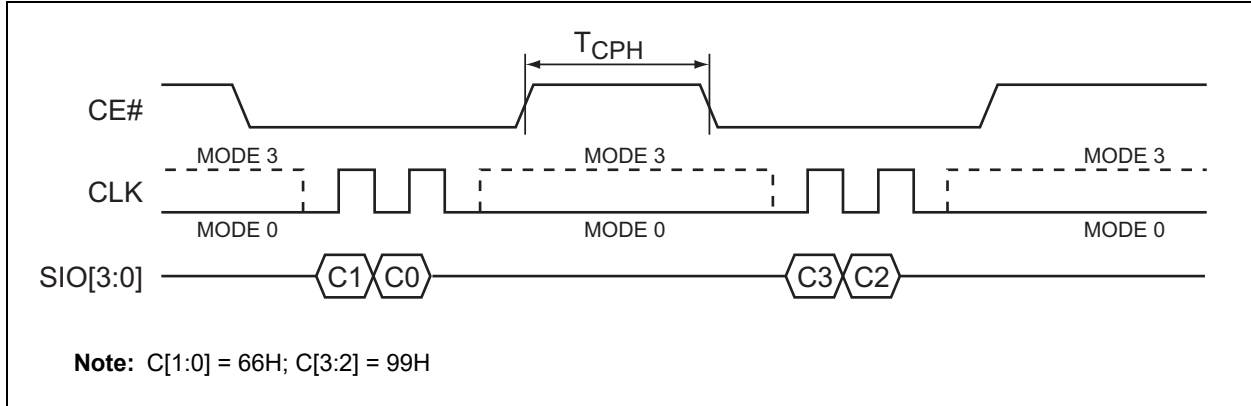 TCPH
CE#
MODE 3 MODE 3 MODE 3
CLK
MODE 0 MODE 0 MODE 0
SIO[3:0] C1 C0 C3 C2
Note: C[1:0] = 66H; C[3:2] = 99H